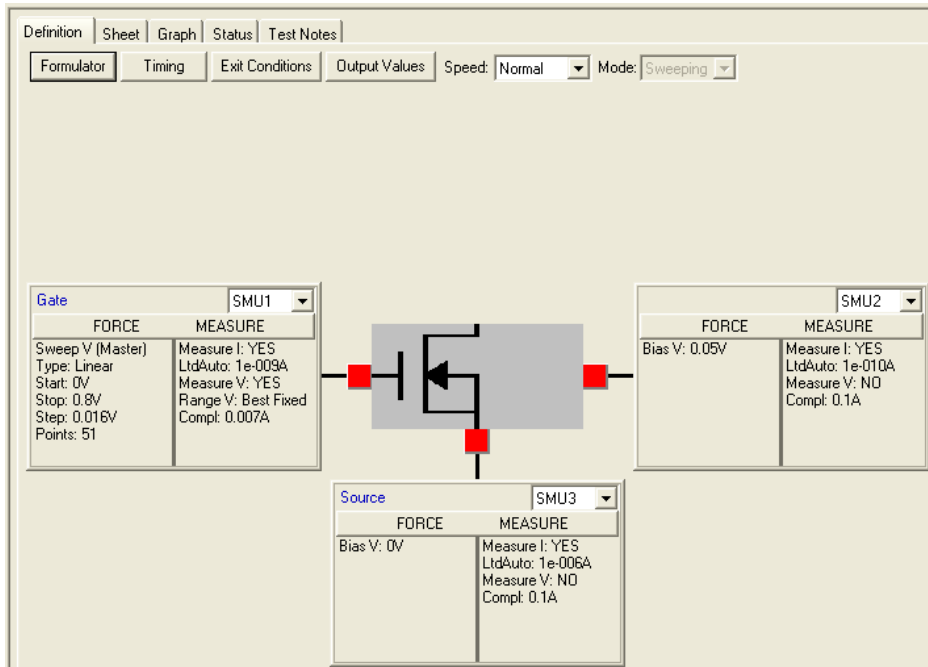 Definition Sheet Graph Status Test Notes
Formulator Timing Exit Conditions Output Values Speed: Normal Mode: Sweeping
Gate SMU1
FORCE MEASURE
Sweep V (Master)
Type: Linear
Start: 0V
Stop: 0.8V
Step: 0.016V
Points: 51
Measure I: YES
LtdAuto: 1e-009A
Measure V: YES
Range V: Best Fixed
Compl: 0.007A
SMU2
FORCE MEASURE
Bias V: 0.05V
Measure I: YES
LtdAuto: 1e-010A
Measure V: NO
Compl: 0.1A
Source SMU3
FORCE MEASURE
Bias V: 0V
Measure I: YES
LtdAuto: 1e-006A
Measure V: NO
Compl: 0.1A